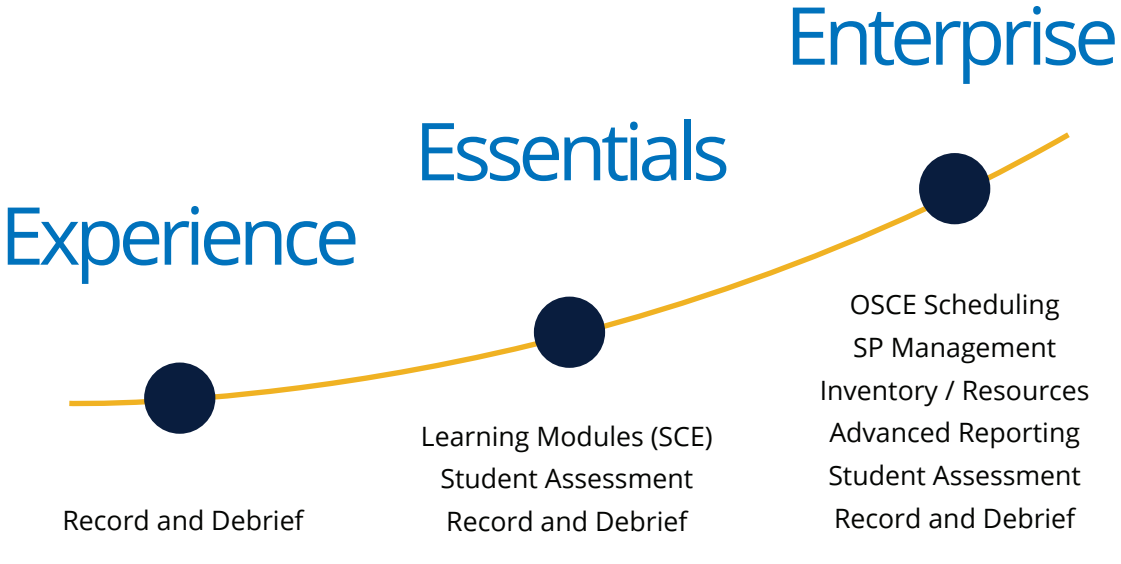 Experience
Record and Debrief
Essentials
Learning Modules (SCE)
Student Assessment
Record and Debrief
Enterprise
OSCE Scheduling
SP Management
Inventory / Resources
Advanced Reporting
Student Assessment
Record and Debrief